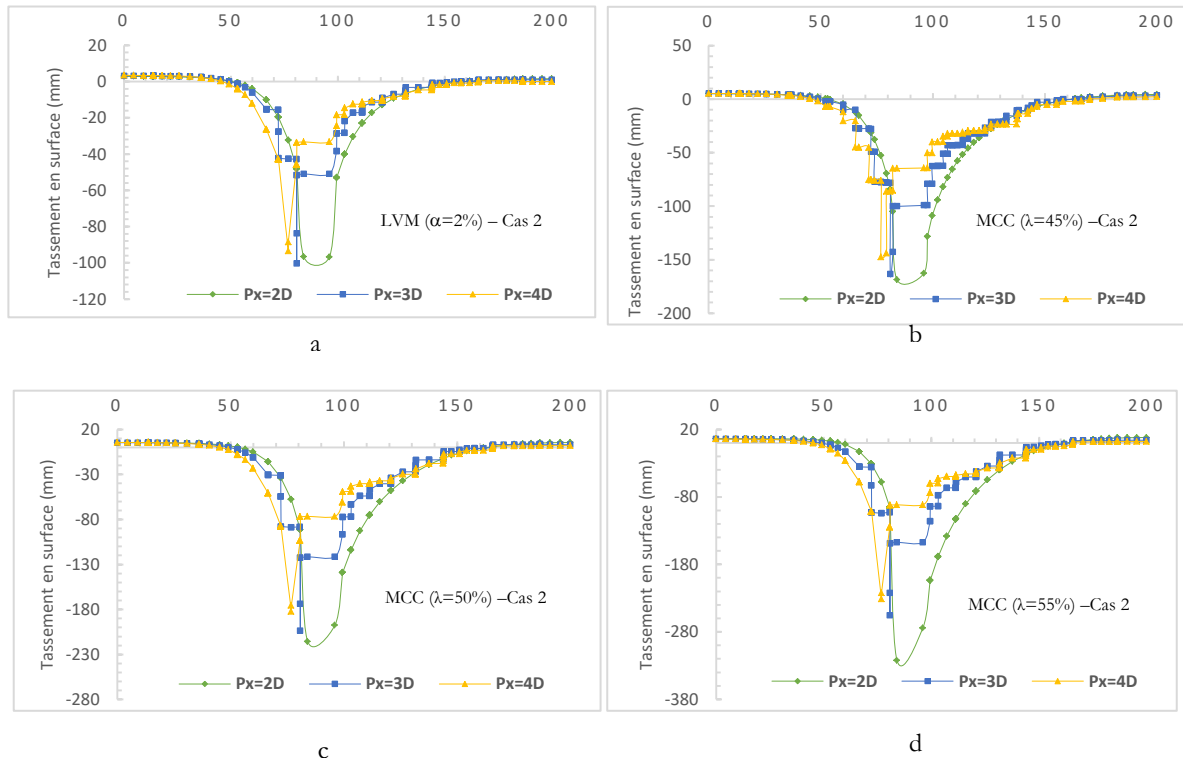 0 50 100 150 200
Tassement en surface (mm)
20
0
-20
-40
-60
-80
-100
-120
LVM (α=2%) – Cas 2
Px=2D Px=3D Px=4D
a
0 50 100 150 200
Tassement en surface (mm)
50
0
-50
-100
-150
-200
MCC (λ=45%) –Cas 2
Px=2D Px=3D Px=4D
b
0 50 100 150 200
Tassement en surface (mm)
20
-30
-80
-130
-180
-230
-280
MCC (λ=50%) –Cas 2
Px=2D Px=3D Px=4D
c
0 50 100 150 200
Tassement en surface (mm)
20
-80
-180
-280
-380
MCC (λ=55%) –Cas 2
Px=2D Px=3D Px=4D
d